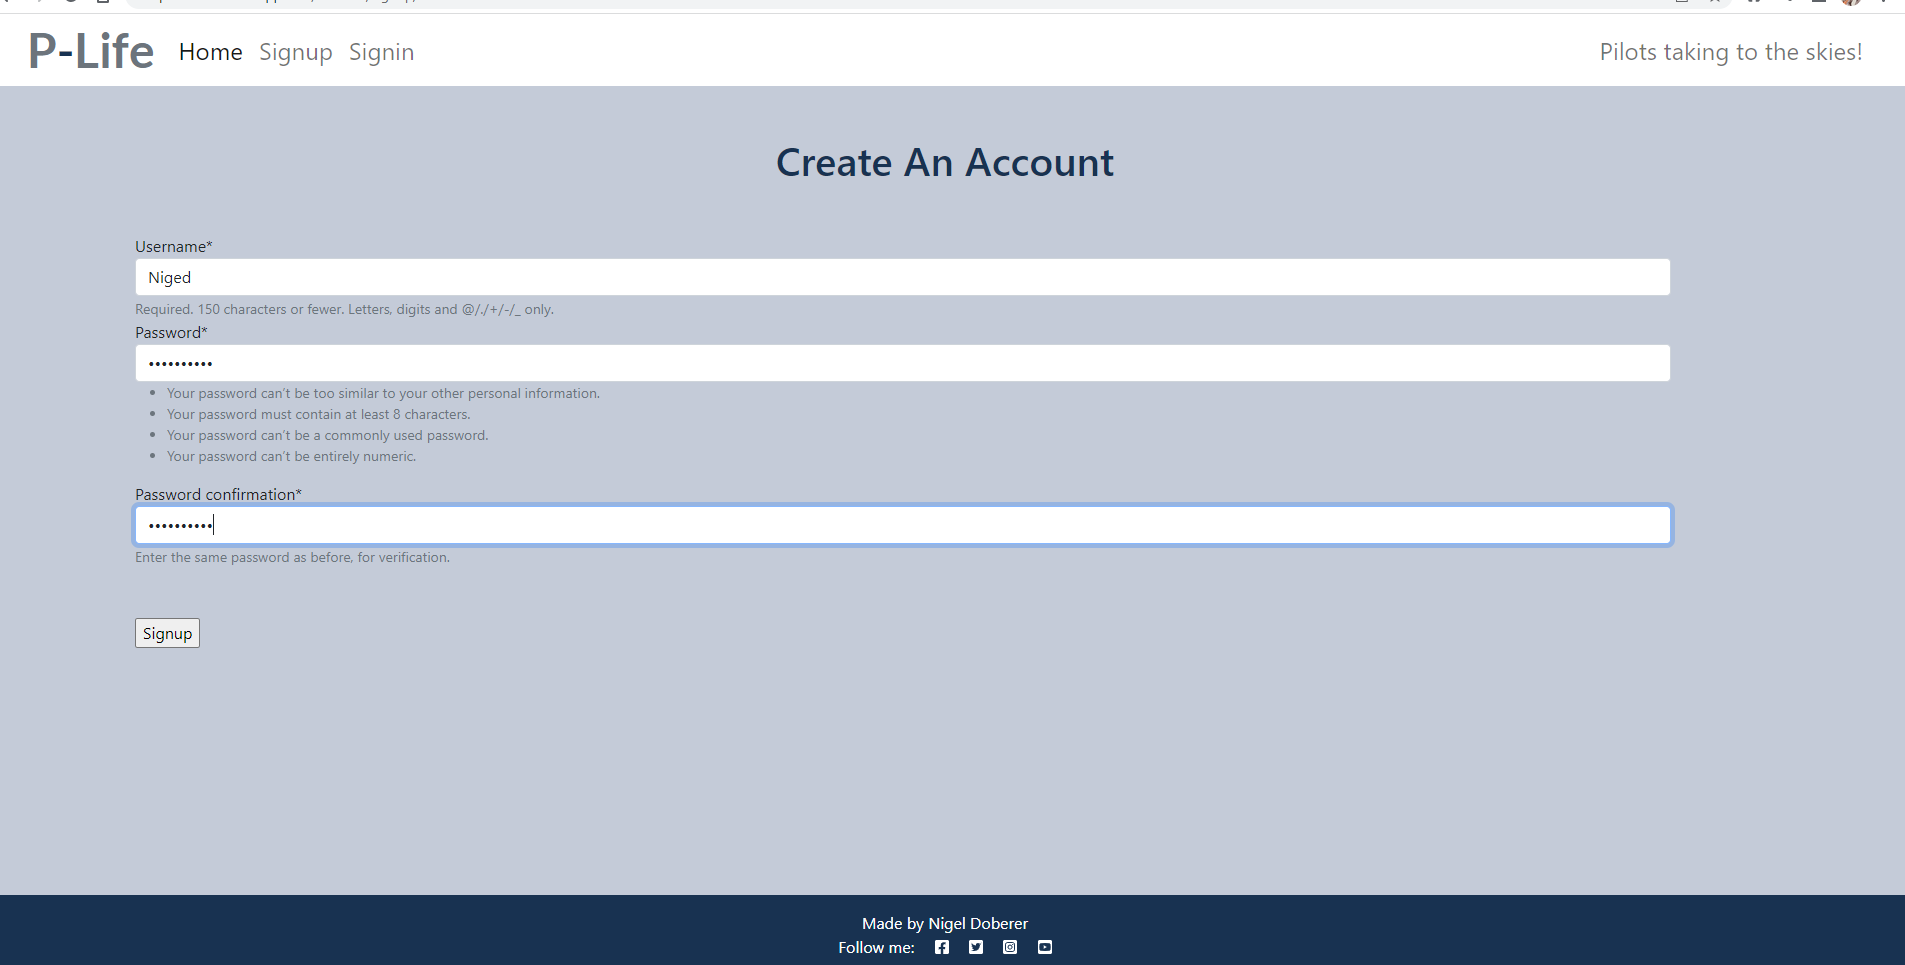 P-Life Home Signup Signin Pilots taking to the skies!
Create An Account
Username*
Niged
Required. 150 characters or fewer. Letters, digits and @/./+/-/_ only.
Password*
••••••••••
• Your password can't be too similar to your other personal information.
• Your password must contain at least 8 characters.
• Your password can't be a commonly used password.
• Your password can't be entirely numeric.
Password confirmation*
••••••••••
Enter the same password as before, for verification.
Signup
Made by Nigel Doberer
Follow me: